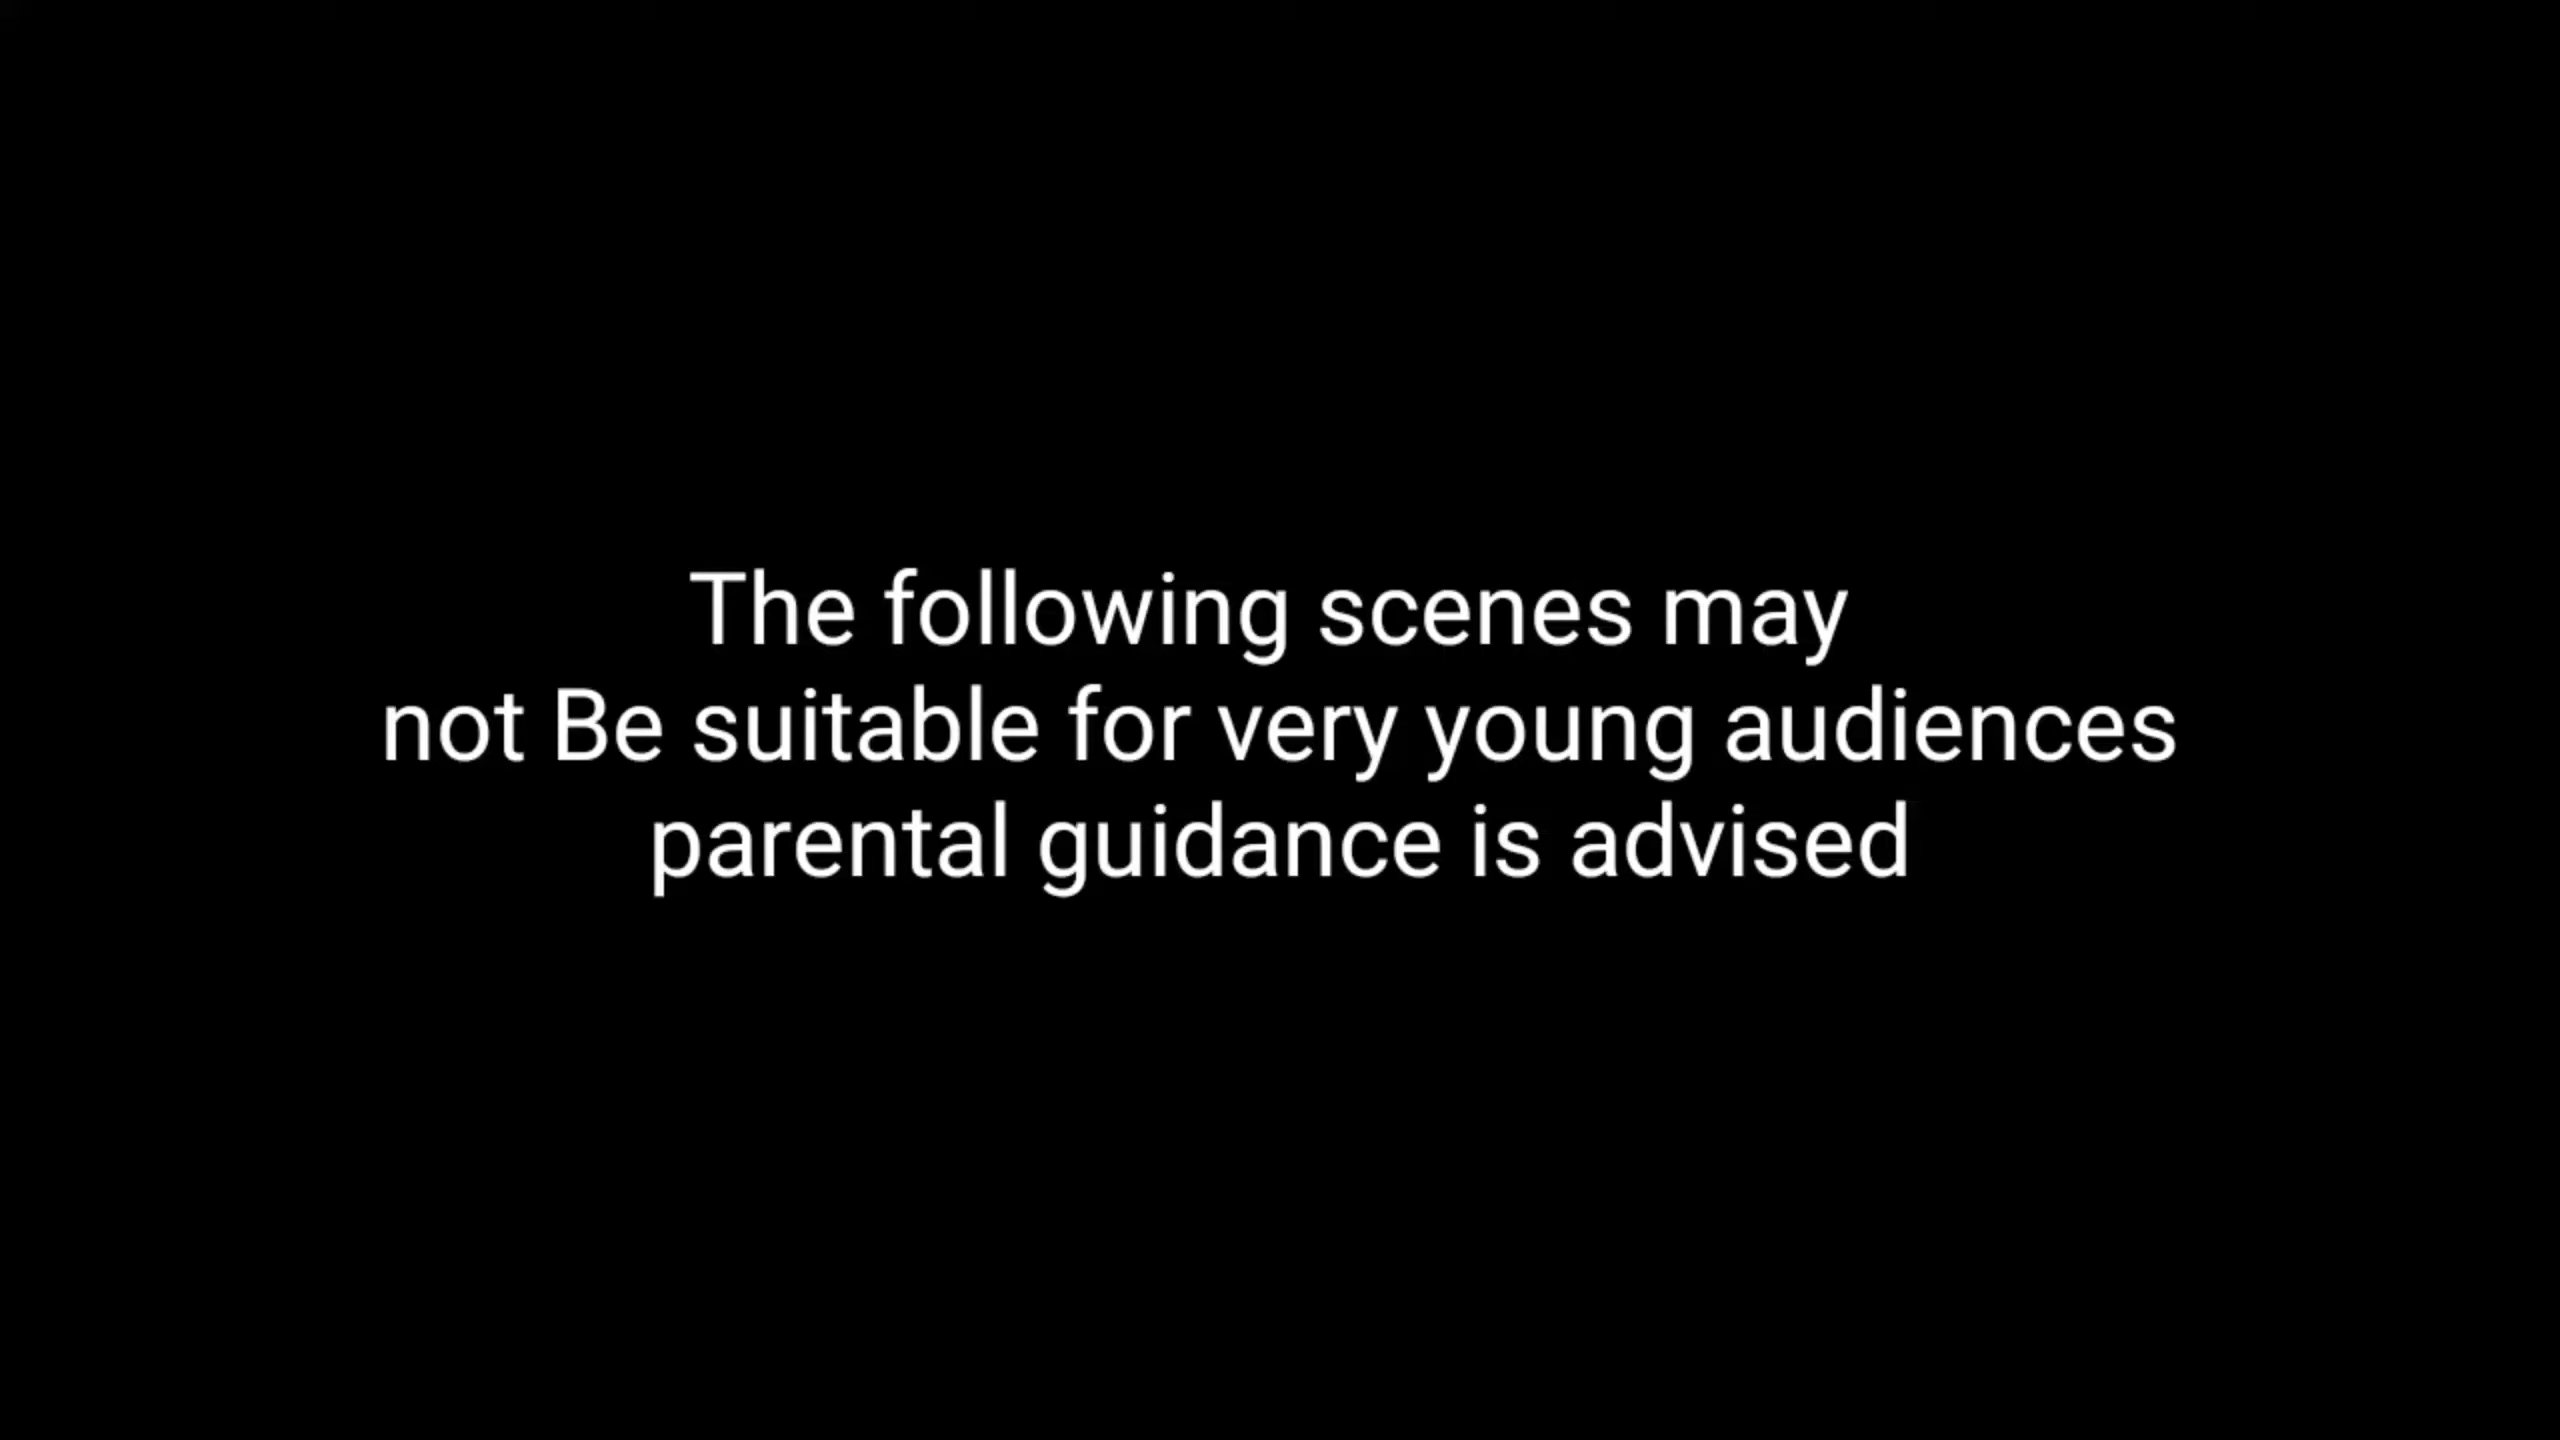 The following scenes may
not Be suitable for very young audiences
parental guidance is advised